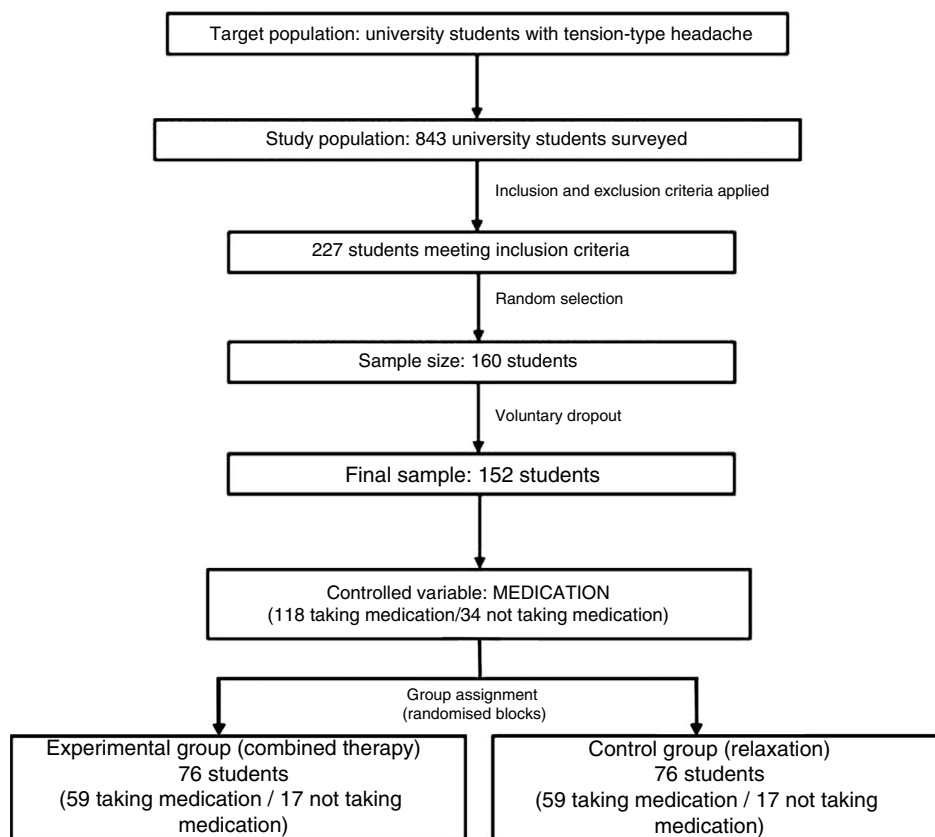 Target population: university students with tension-type headache
Study population: 843 university students surveyed
Inclusion and exclusion criteria applied
227 students meeting inclusion criteria
Random selection
Sample size: 160 students
Voluntary dropout
Final sample: 152 students
Controlled variable: MEDICATION
(118 taking medication/34 not taking medication)
Group assignment
(randomised blocks)
Experimental group (combined therapy)
76 students
(59 taking medication / 17 not taking
medication)
Control group (relaxation)
76 students
(59 taking medication / 17 not taking
medication)